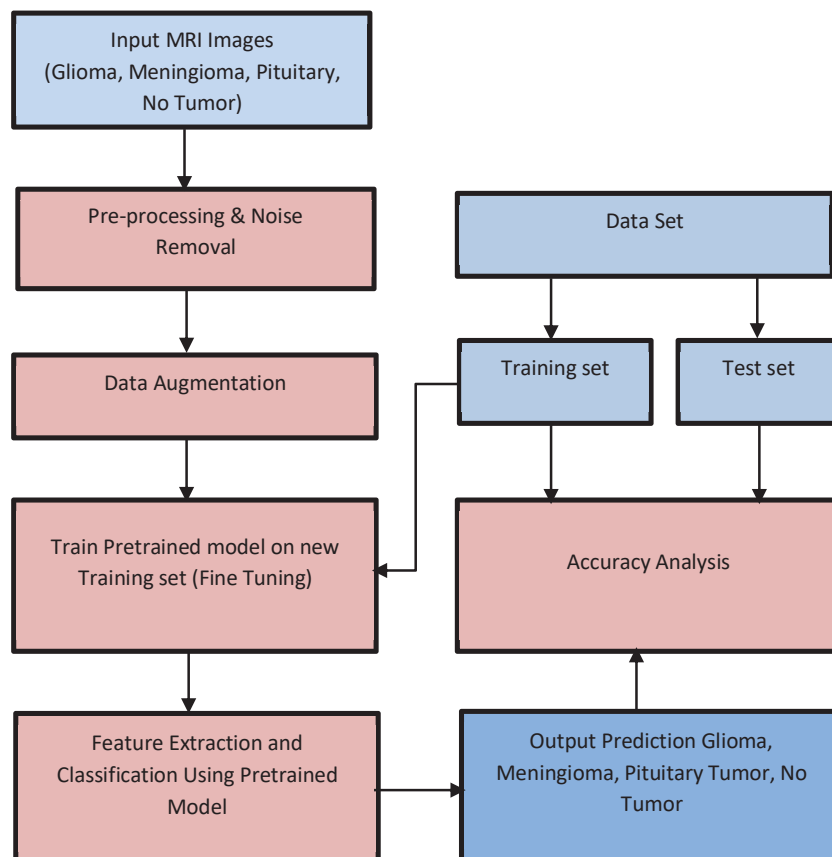 Input MRI Images
(Glioma, Meningioma, Pituitary,
No Tumor)
Pre-processing & Noise
Removal
Data Set
Data Augmentation
Training set
Test set
Train Pretrained model on new
Training set (Fine Tuning)
Accuracy Analysis
Feature Extraction and
Classification Using Pretrained
Model
Output Prediction Glioma,
Meningioma, Pituitary Tumor, No
Tumor